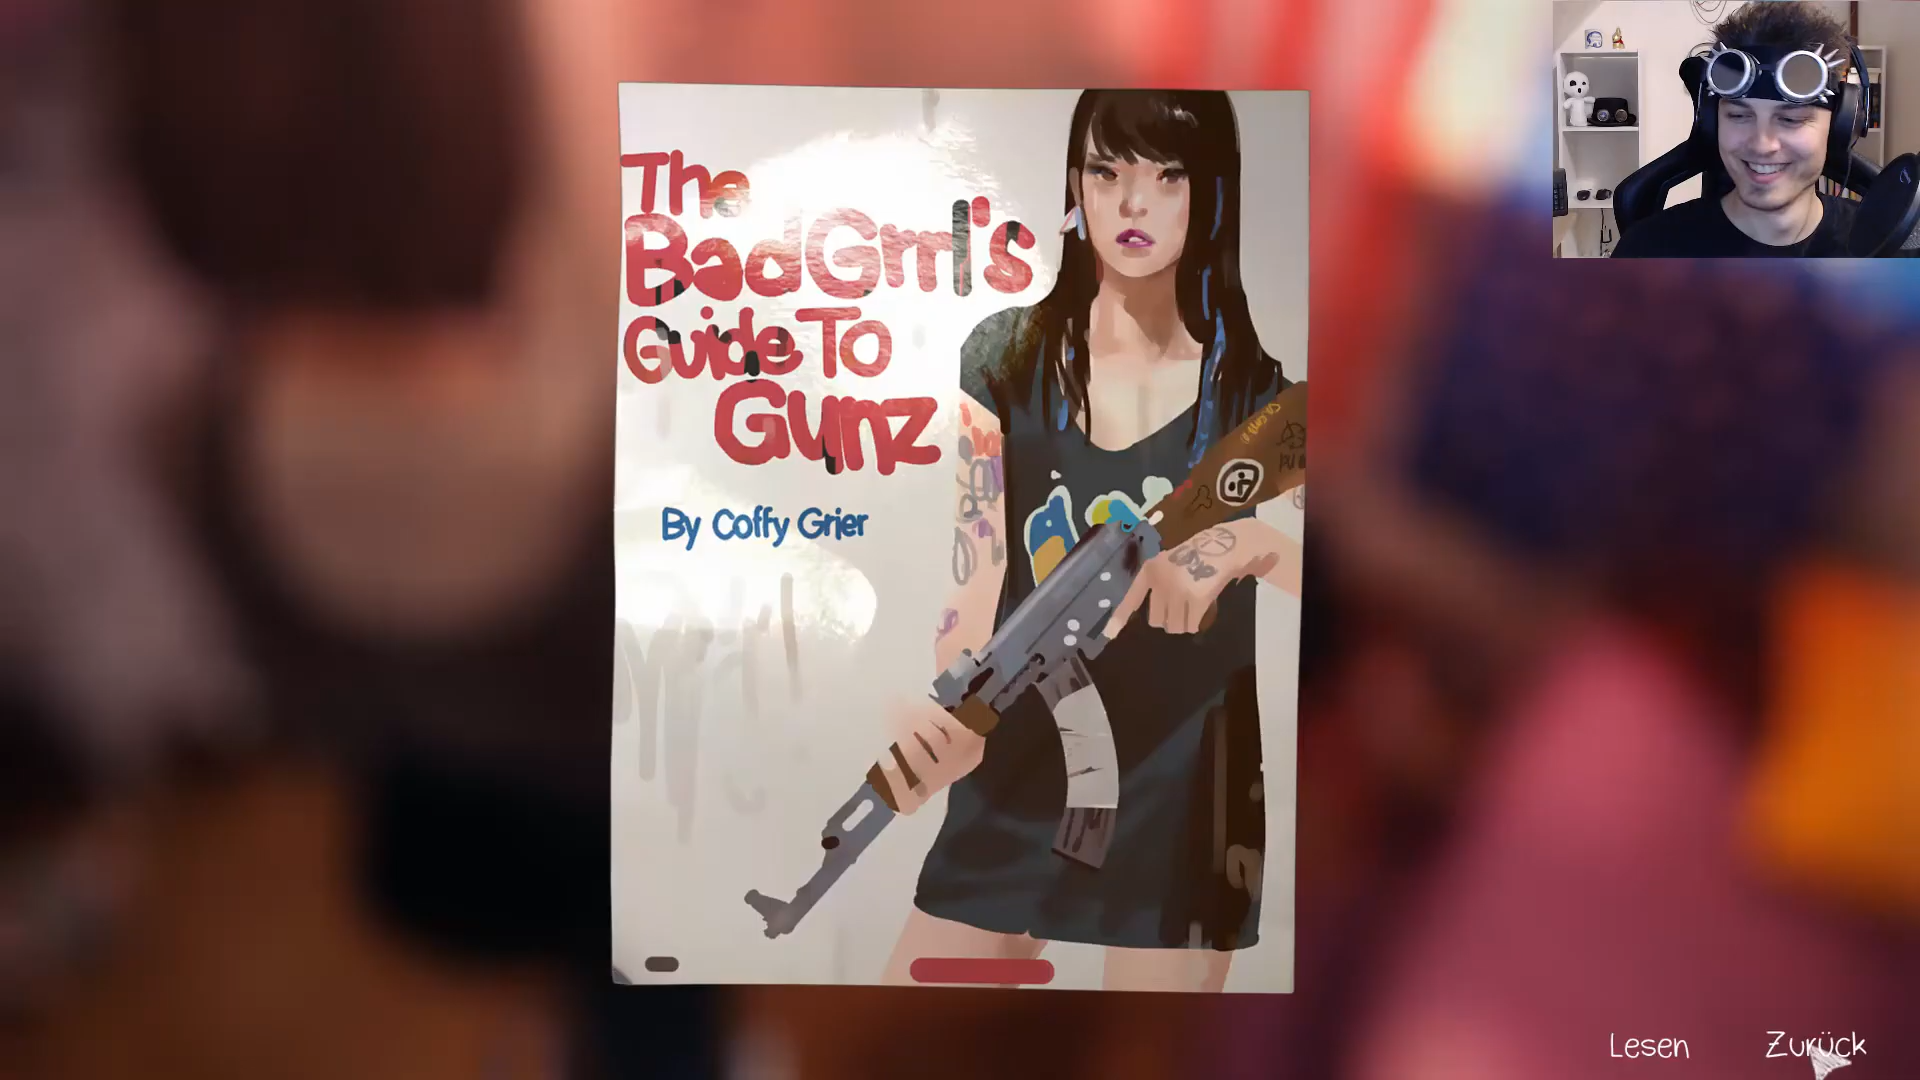 The
BadGrrl's
Guide To
Gunz
By Coffy Grier
Lesen
Zurück